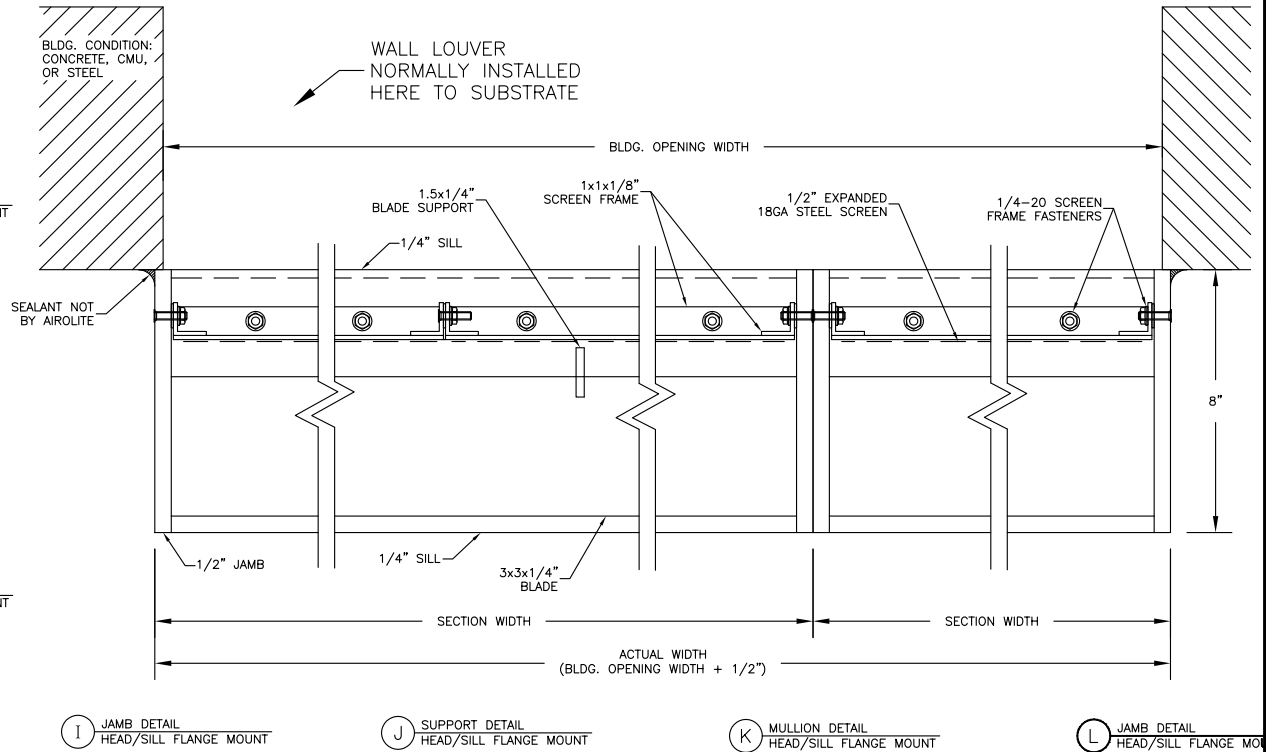 BLDG. CONDITION:
CONCRETE, CMU,
OR STEEL
WALL LOUVER
NORMALLY INSTALLED
HERE TO SUBSTRATE
BLDG. OPENING WIDTH
1.5x1/4"
BLADE SUPPORT
1x1x1/8"
SCREEN FRAME
1/2" EXPANDED
18GA STEEL SCREEN
1/4-20 SCREEN
FRAME FASTENERS
1/4" SILL
SEALANT NOT
BY AIROLITE
8"
1/2" JAMB
1/4" SILL
3x3x1/4"
BLADE
SECTION WIDTH
SECTION WIDTH
ACTUAL WIDTH
(BLDG. OPENING WIDTH + 1/2")
I JAMB DETAIL
HEAD/SILL FLANGE MOUNT
J SUPPORT DETAIL
HEAD/SILL FLANGE MOUNT
K MULLION DETAIL
HEAD/SILL FLANGE MOUNT
L JAMB DETAIL
HEAD/SILL FLANGE